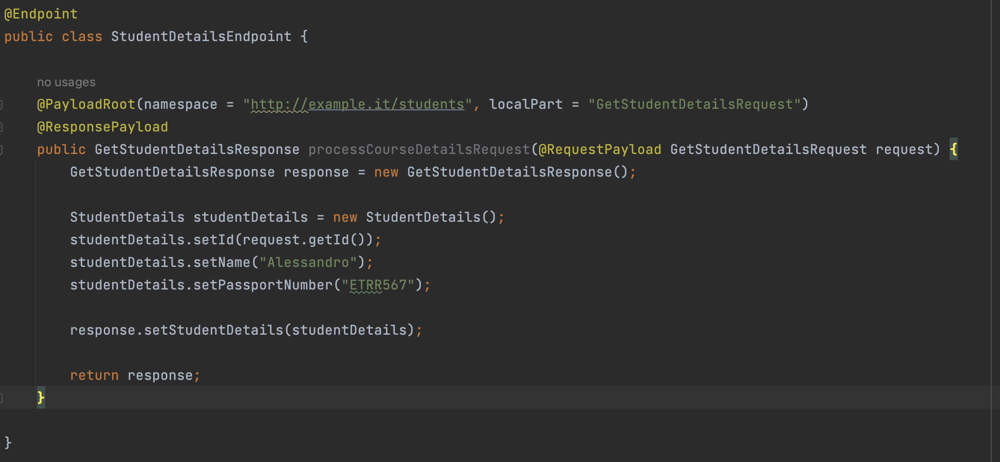 @Endpoint
public class StudentDetailsEndpoint {
no usages
@PayloadRoot(namespace = "http://example.it/students", localPart = "GetStudentDetailsRequest")
@ResponsePayload
public GetStudentDetailsResponse processCourseDetailsRequest(@RequestPayload GetStudentDetailsRequest request) {
GetStudentDetailsResponse response = new GetStudentDetailsResponse();
StudentDetails studentDetails = new StudentDetails();
studentDetails.setId(request.getId());
studentDetails.setName("Alessandro");
studentDetails.setPassportNumber("ETRR567");
response.setStudentDetails(studentDetails);
return response;
}
}